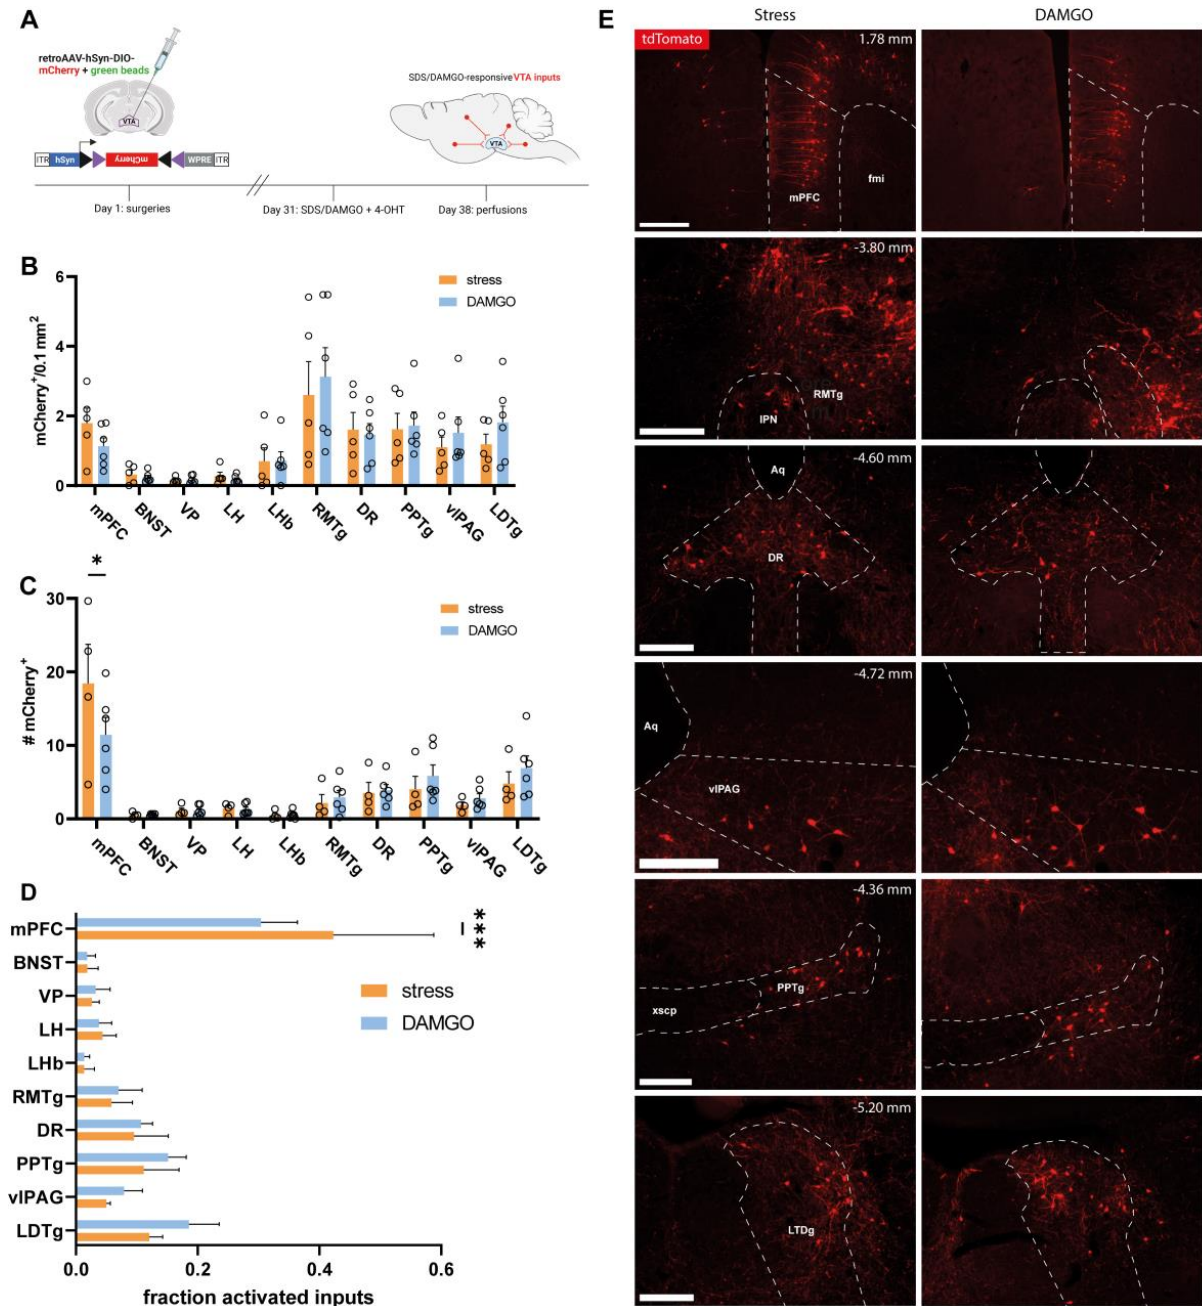 A
retroAAV-hSyn-DIO-
mCherry + green beads
VTA
ITR hSyn mCherry WPRE ITR
SDS/DAMGO-responsive VTA inputs
VTA
Day 1: surgeries
Day 31: SDS/DAMGO + 4-OHT
Day 38: perfusions
B
mCherry+/0.1 mm2
6
4
2
0
stress
DAMGO
mPFC
BNST
VP
LH
LHb
RMTg
DR
PPTg
vlPAG
LDTg
C
# mCherry+
30
20
10
0
*
stress
DAMGO
mPFC
BNST
VP
LH
LHb
RMTg
DR
PPTg
vlPAG
LDTg
D
mPFC
BNST
VP
LH
LHb
RMTg
DR
PPTg
vlPAG
LDTg
***
stress
DAMGO
0.0 0.2 0.4 0.6
fraction activated inputs
E
Stress DAMGO
tdTomato
1.78 mm
mPFC
fmi
-3.80 mm
RMTg
IPN
-4.60 mm
Aq
DR
-4.72 mm
Aq
vlPAG
-4.36 mm
PPTg
xscp
-5.20 mm
LTDg